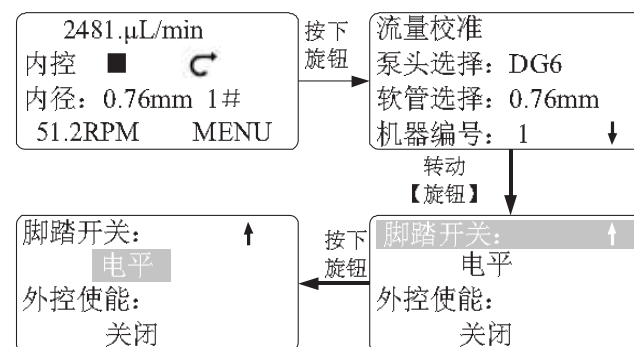 2481.μL/min
内控 ■
内径：0.76mm 1#
51.2RPM MENU
按下
旋钮
流量校准
泵头选择：DG6
软管选择：0.76mm
机器编号：1 ↓
转动
【旋钮】
脚踏开关： ↑
电平
外控使能：
关闭
按下
旋钮
脚踏开关： ↑
电平
外控使能：
关闭